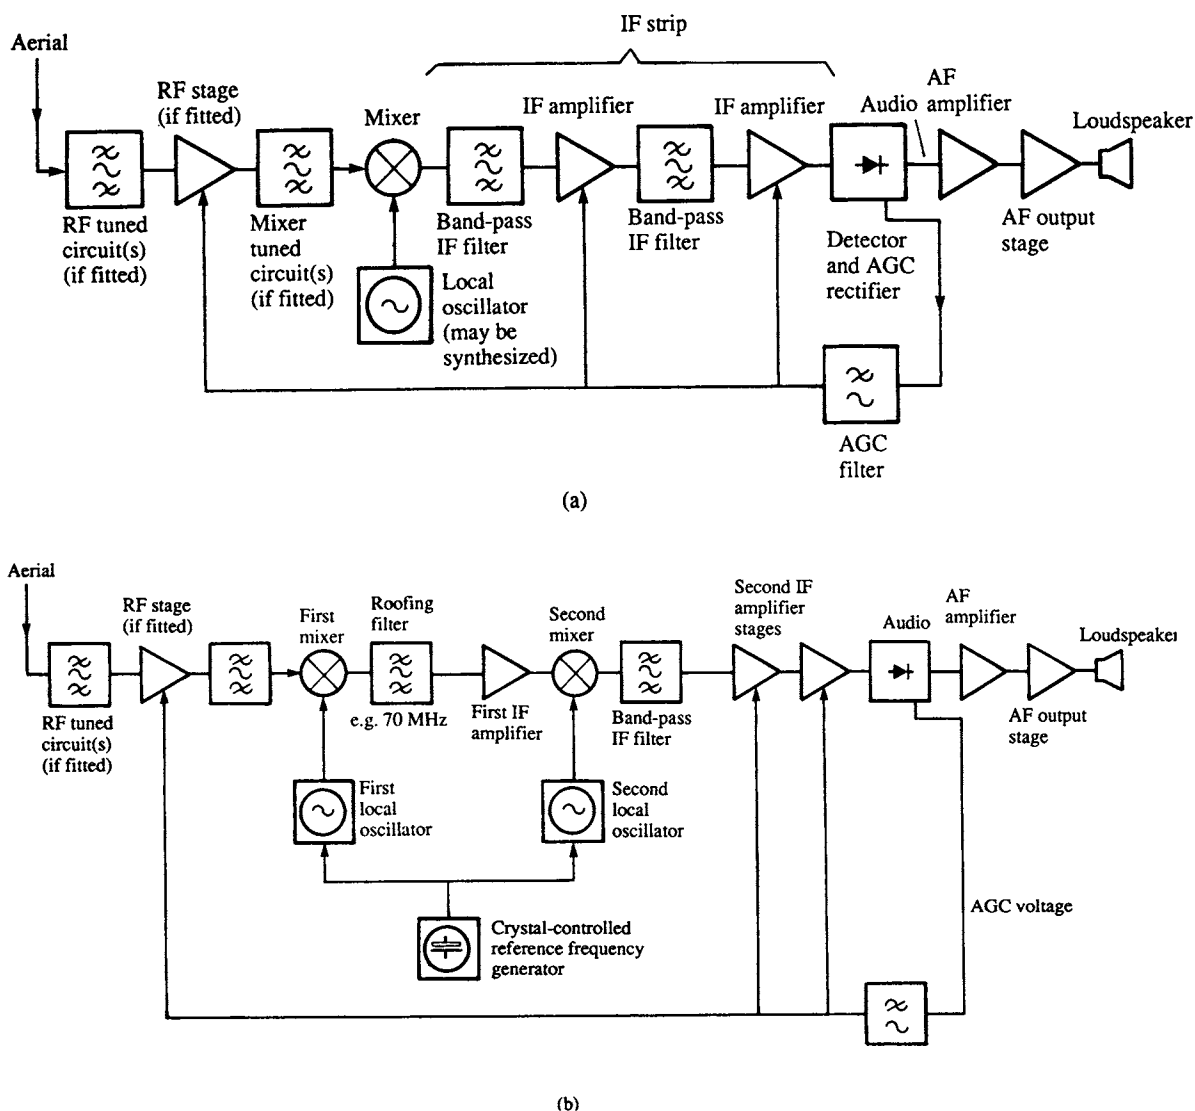 IF strip
Aerial
RF stage
(if fitted)
Mixer
IF amplifier
IF amplifier
Audio
AF
amplifier
Loudspeaker
RF tuned
circuit(s)
(if fitted)
Mixer
tuned
circuit(s)
(if fitted)
Band-pass
IF filter
Band-pass
IF filter
Local
oscillator
(may be
synthesized)
Detector
and AGC
rectifier
AF output
stage
AGC
filter
(a)
Aerial
RF stage
(if fitted)
First
mixer
Roofing
filter
Second
mixer
Second IF
amplifier
stages
Audio
AF
amplifier
Loudspeaker
RF tuned
circuit(s)
(if fitted)
e.g. 70 MHz
First IF
amplifier
Band-pass
IF filter
AF output
stage
First
local
oscillator
Second
local
oscillator
Crystal-controlled
reference frequency
generator
AGC voltage
(b)